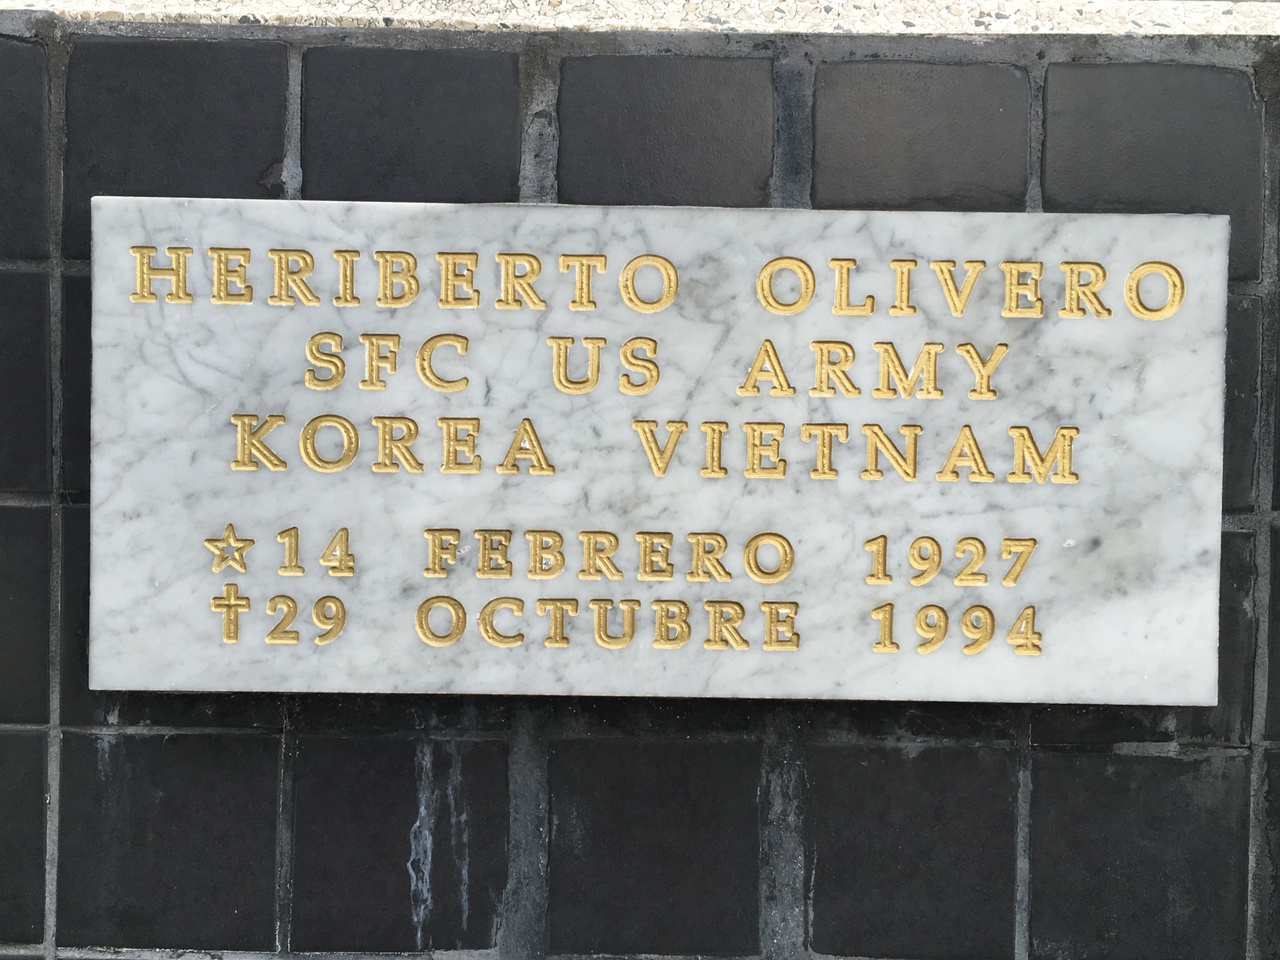 HERIBERTO OLIVERO
SFC US ARMY
KOREA VIETNAM
☆ 14 FEBRERO 1927
✝ 29 OCTUBRE 1994